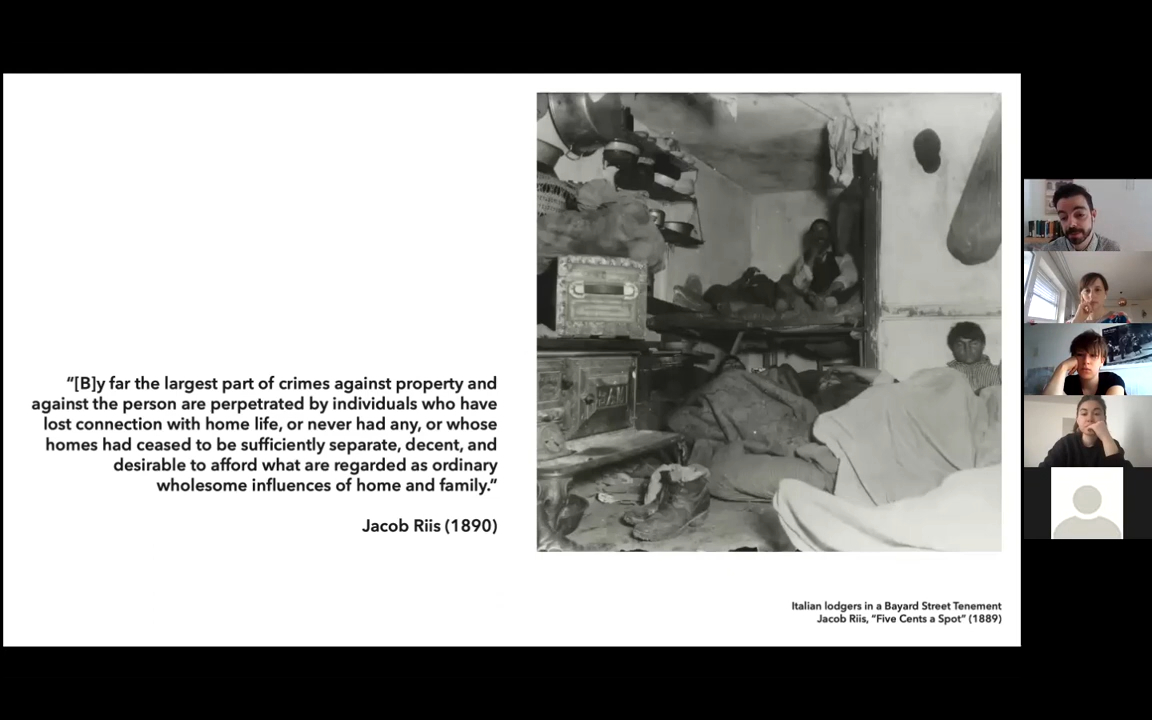 “[B]y far the largest part of crimes against property and
against the person are perpetrated by individuals who have
lost connection with home life, or never had any, or whose
homes had ceased to be sufficiently separate, decent, and
desirable to afford what are regarded as ordinary
wholesome influences of home and family.”
Jacob Riis (1890)
Italian lodgers in a Bayard Street Tenement
Jacob Riis, “Five Cents a Spot” (1889)